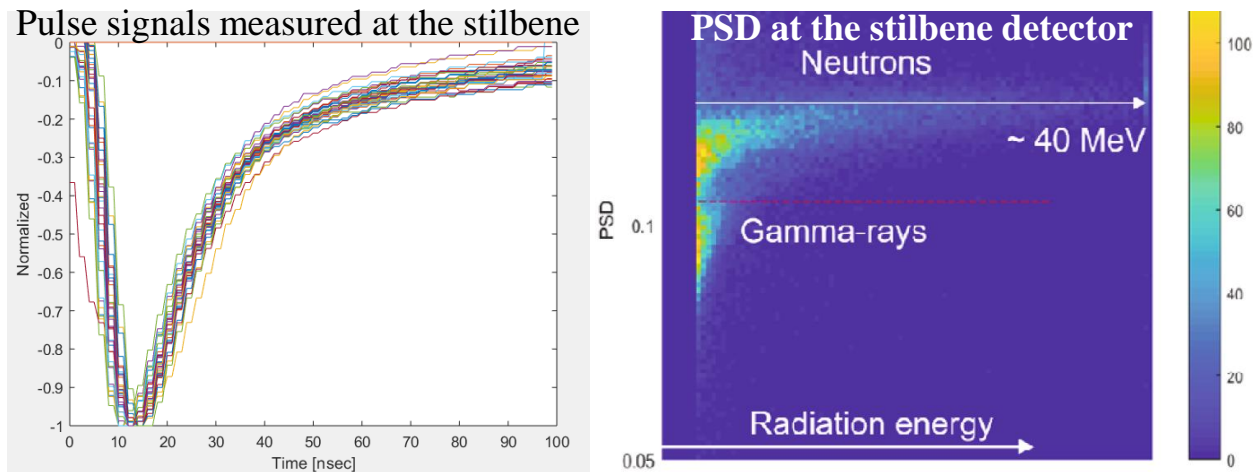 Pulse signals measured at the stilbene
0
-0.1
-0.2
-0.3
-0.4
-0.5
-0.6
-0.7
-0.8
-0.9
-1
Normalized
0 10 20 30 40 50 60 70 80 90 100
Time [nsec]
PSD at the stilbene detector
Neutrons
~ 40 MeV
Gamma-rays
Radiation energy
PSD
0.1
0.05
100
80
60
40
20
0